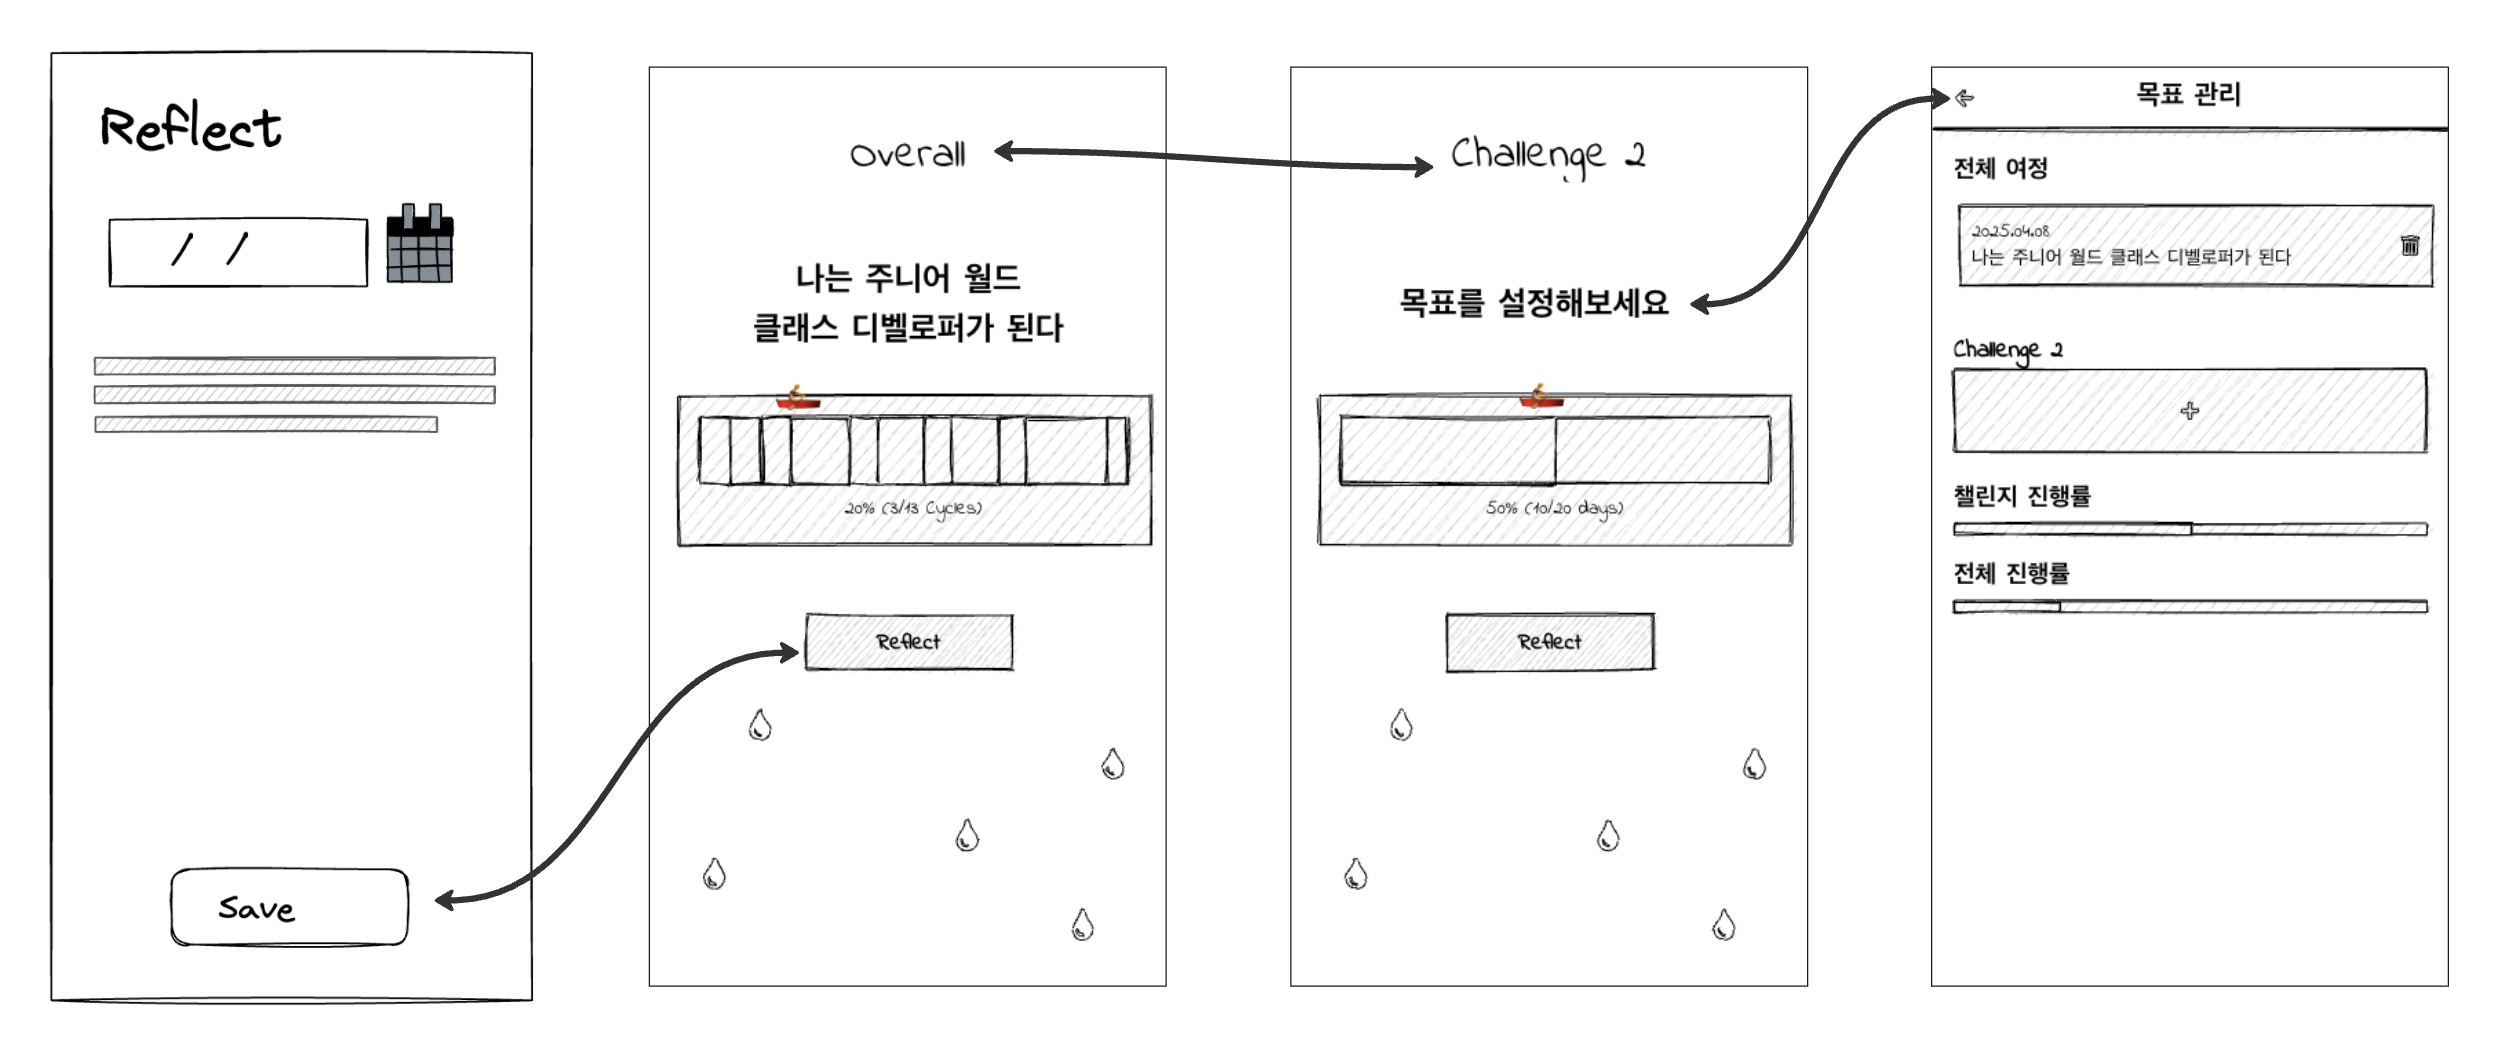 Reflect
/ /
Save
Overall
나는 주니어 월드
클래스 디벨로퍼가 된다
20% (3/13 Cycles)
Reflect
Challenge 2
목표를 설정해보세요
50% (10/20 days)
Reflect
목표 관리
전체 여정
2025.04.08
나는 주니어 월드 클래스 디벨로퍼가 된다
Challenge 2
+
챌린지 진행률
전체 진행률